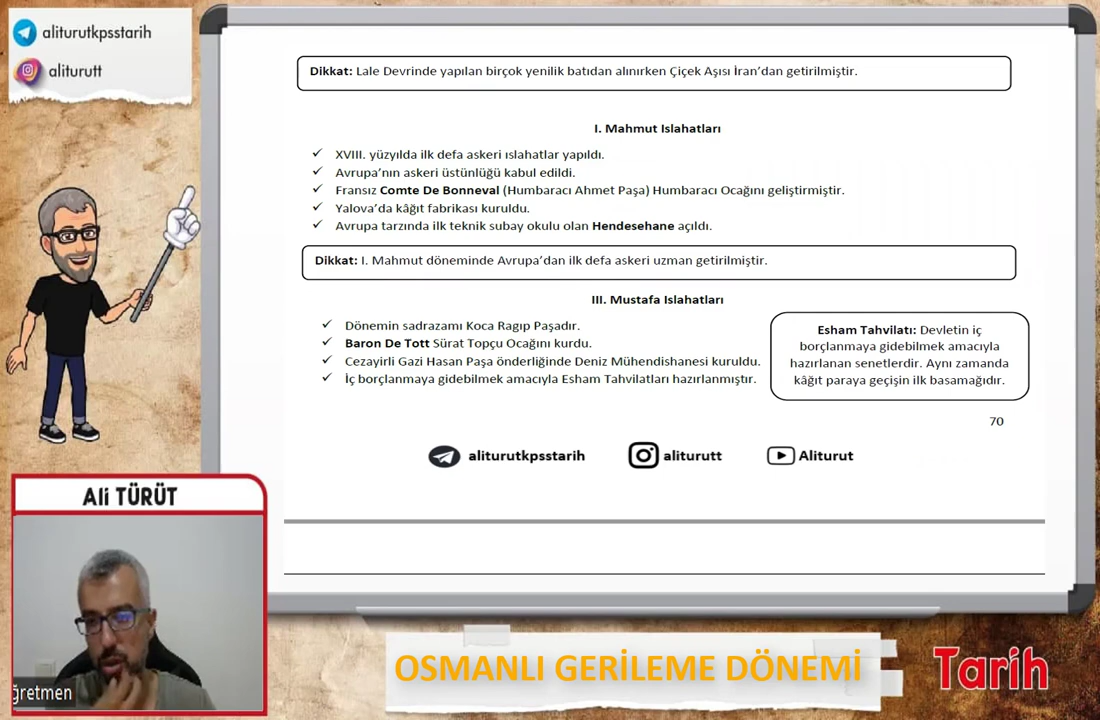 aliturutkpsstarih
aliturutt
Dikkat: Lale Devrinde yapılan birçok yenilik batıdan alınırken Çiçek Aşısı İran’dan getirilmiştir.
I. Mahmut Islahatları
✓ XVIII. yüzyılda ilk defa askeri ıslahatlar yapıldı.
✓ Avrupa’nın askeri üstünlüğü kabul edildi.
✓ Fransız Comte De Bonneval (Humbaracı Ahmet Paşa) Humbaracı Ocağını geliştirmiştir.
✓ Yalova’da kâğıt fabrikası kuruldu.
✓ Avrupa tarzında ilk teknik subay okulu olan Hendesehane açıldı.
Dikkat: I. Mahmut döneminde Avrupa’dan ilk defa askeri uzman getirilmiştir.
III. Mustafa Islahatları
✓ Dönemin sadrazamı Koca Ragıp Paşadır.
✓ Baron De Tott Sürat Topçu Ocağını kurdu.
✓ Cezayirli Gazi Hasan Paşa önderliğinde Deniz Mühendishanesi kuruldu.
✓ İç borçlanmaya gidebilmek amacıyla Esham Tahvilatları hazırlanmıştır.
Esham Tahvilatı: Devletin iç
borçlanmaya gidebilmek amacıyla
hazırlanan senetlerdir. Aynı zamanda
kâğıt paraya geçişin ilk basamağıdır.
70
aliturutkpsstarih
aliturutt
Aliturut
Ali TÜRÜT
ğretmen
OSMANLI GERİLEME DÖNEMİ
Tarih